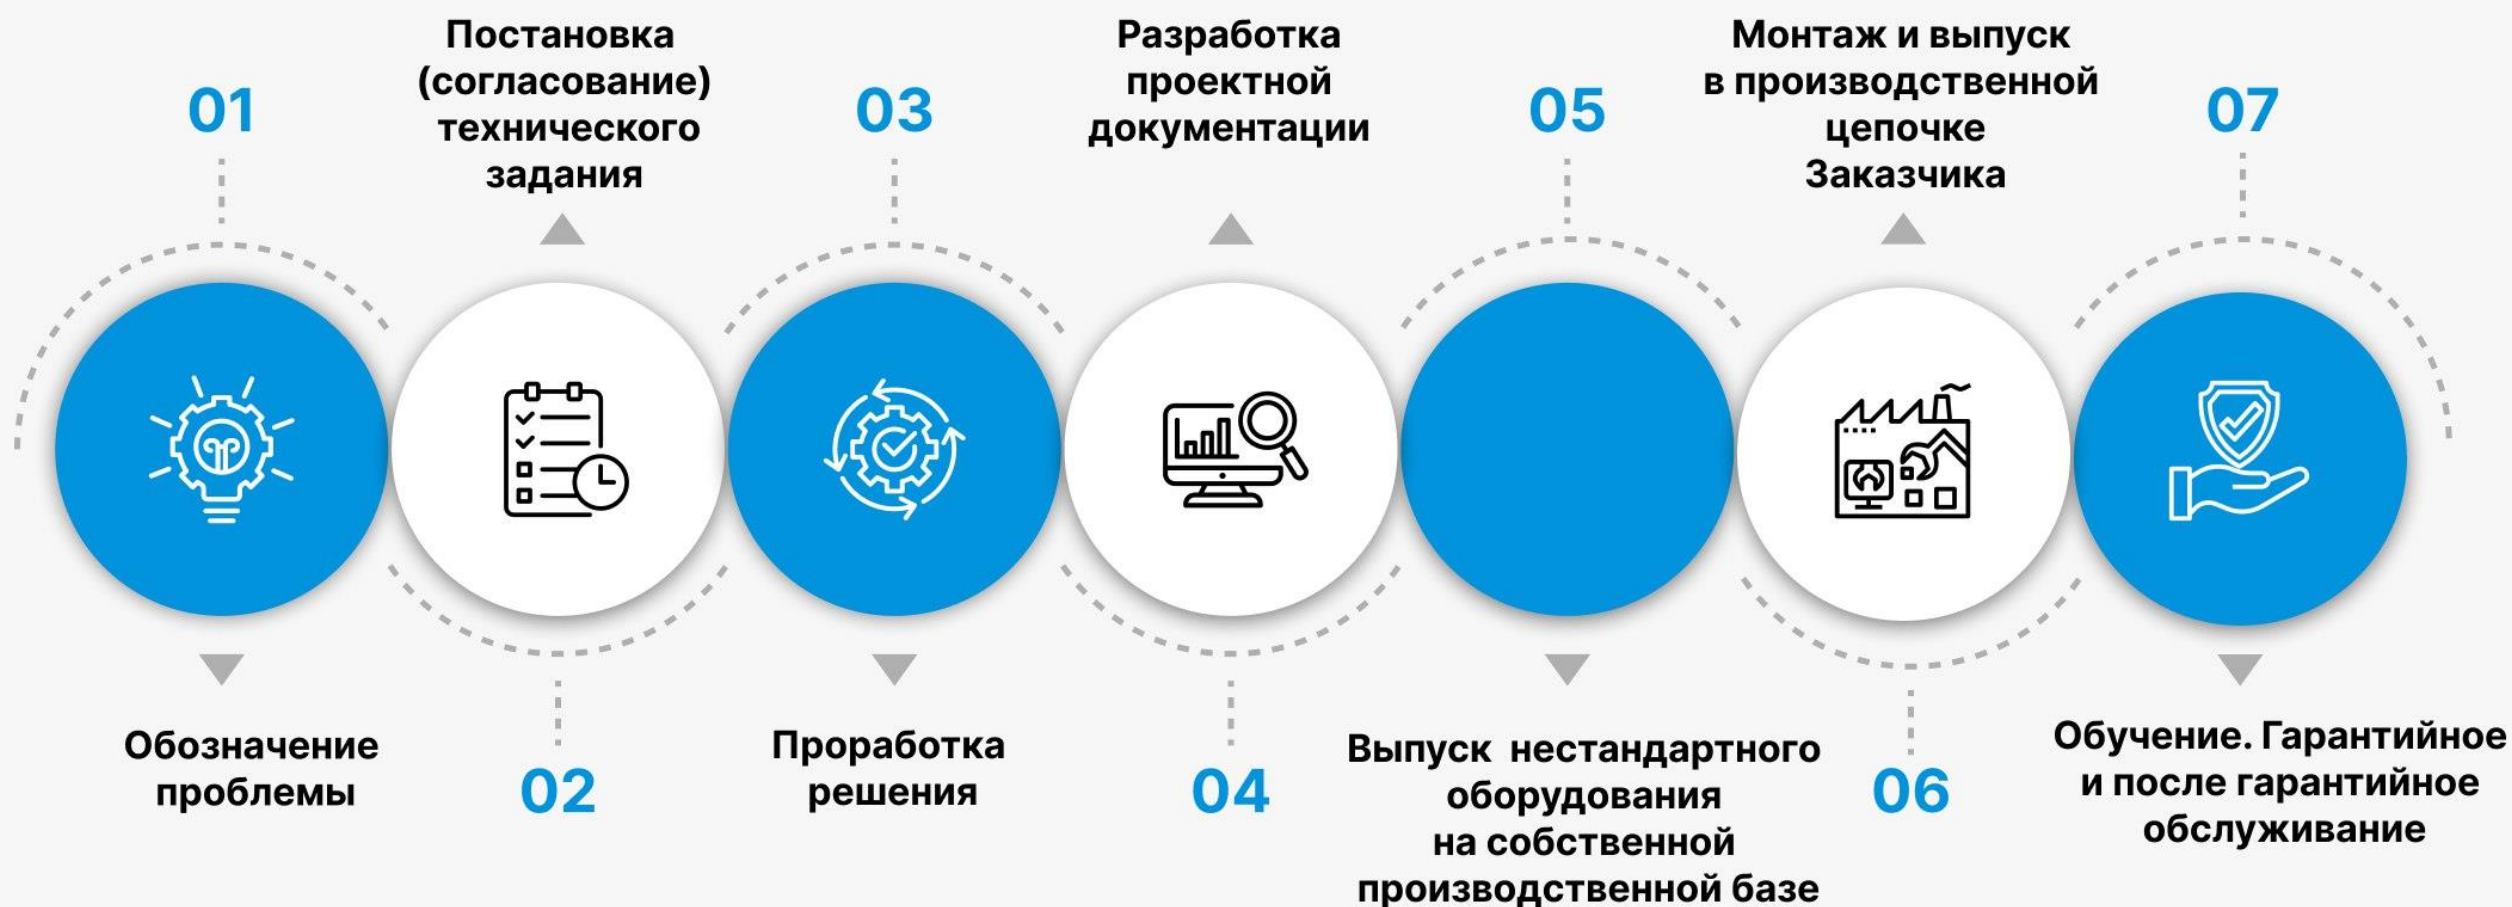 01
Обозначение
проблемы
Постановка
(согласование)
технического
задания
02
03
Проработка
решения
Разработка
проектной
документации
04
05
Выпуск  нестандартного
оборудования
на собственной
производственной базе
Монтаж и выпуск
в производственной
цепочке
Заказчика
06
07
Обучение. Гарантийное
и после гарантийное
обслуживание